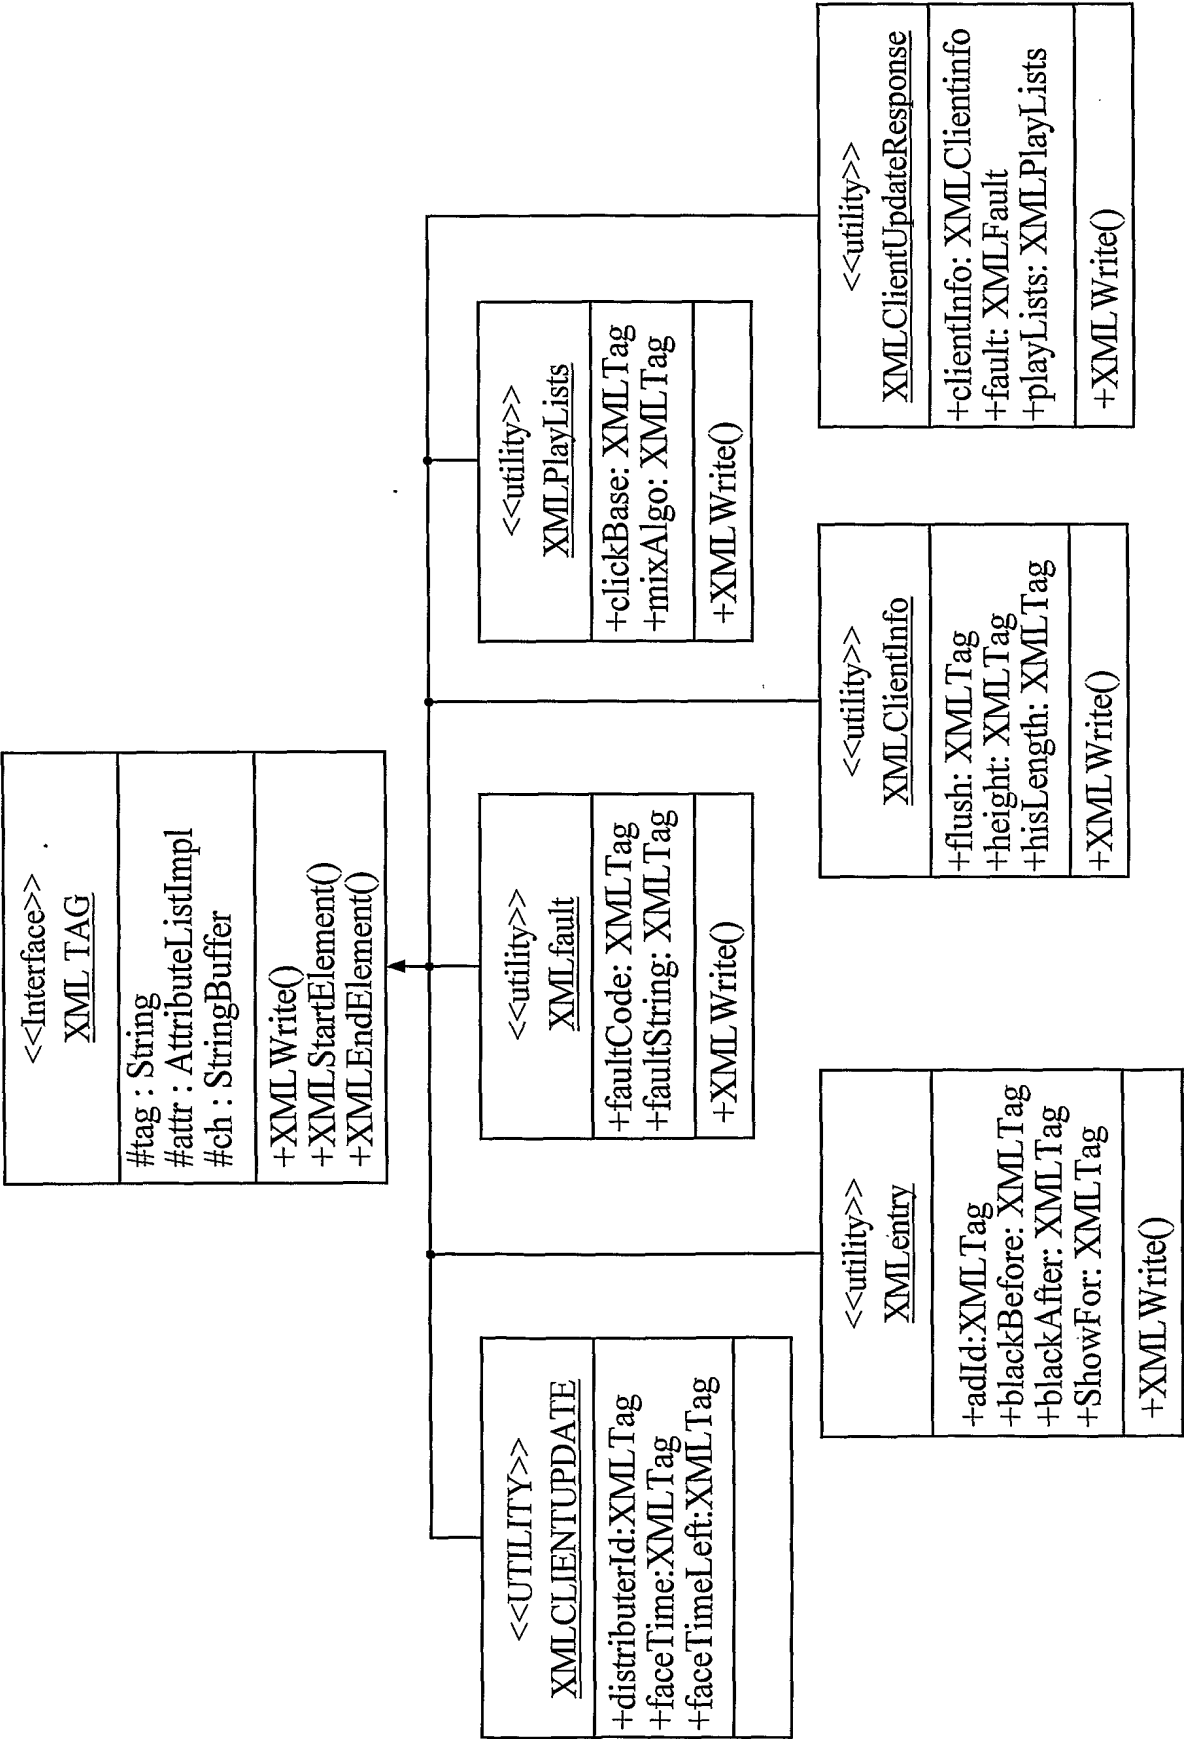 <<Interface>>
XML TAG
#tag : String
#attr : AttributeListImpl
#ch : StringBuffer
+XMLWrite()
+XMLStartElement()
+XMLEndElement()
<<UTILITY>>
XMLCLIENTUPDATE
+distributerId:XMLTag
+faceTime:XMLTag
+faceTimeLeft:XMLTag
<<utility>>
XMLfault
+faultCode: XMLTag
+faultString: XMLTag
+XMLWrite()
<<utility>>
XMLPlayLists
+clickBase: XMLTag
+mixAlgo: XMLTag
+XMLWrite()
<<utility>>
XMLentry
+adId:XMLTag
+blackBefore: XMLTag
+blackAfter: XMLTag
+ShowFor: XMLTag
+XMLWrite()
<<utility>>
XMLClientInfo
+flush: XMLTag
+height: XMLTag
+hisLength: XMLTag
+XMLWrite()
<<utility>>
XMLClientUpdateResponse
+clientInfo: XMLClientinfo
+fault: XMLFault
+playLists: XMLPlayLists
+XMLWrite()